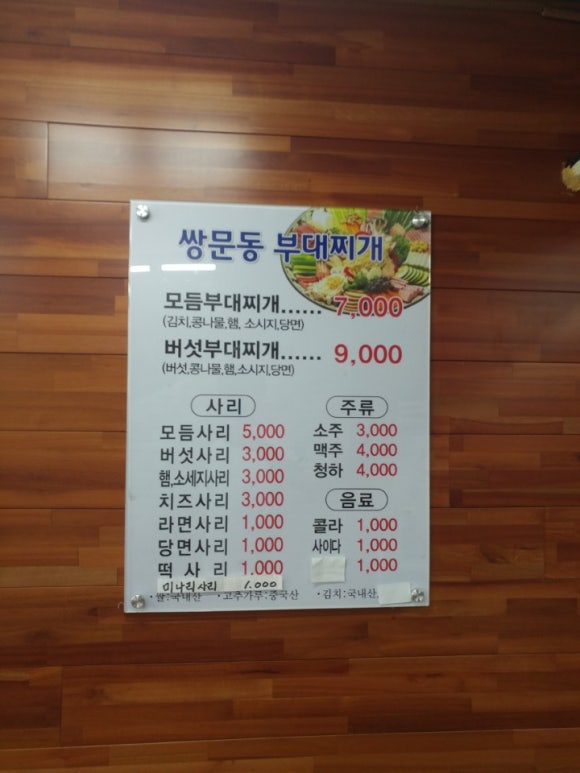 쌍문동 부대찌개
모듬부대찌개...... 7,000
(김치,콩나물,햄, 소시지,당면)
버섯부대찌개...... 9,000
(버섯,콩나물,햄,소시지,당면)
사리
모듬사리 5,000
버섯사리 3,000
햄,소세지사리 3,000
치즈사리 3,000
라면사리 1,000
당면사리 1,000
떡 사리 1,000
미나리사리 1,000
주류
소주 3,000
맥주 4,000
청하 4,000
음료
콜라 1,000
사이다 1,000
1,000
·쌀:국내산 ·고추가루:중국산 ·김치:국내산